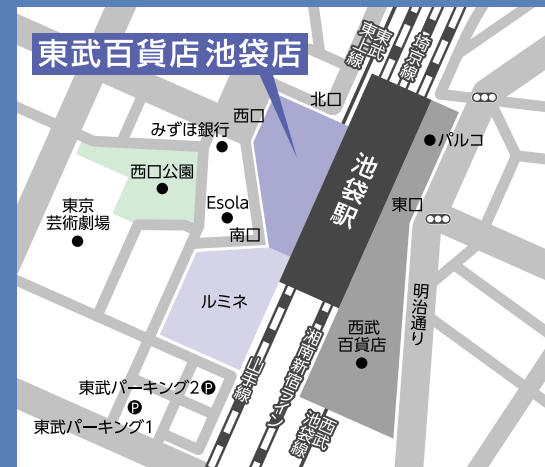 東武百貨店 池袋店
東武
東上線
埼京線
北口
西口
みずほ銀行
パルコ
西口公園
池袋駅
東京
芸術劇場
Esola
東口
南口
ルミネ
明治通り
西武
百貨店
東武パーキング2 P
P
東武パーキング1
山手線
湘南新宿ライン
西武
池袋線